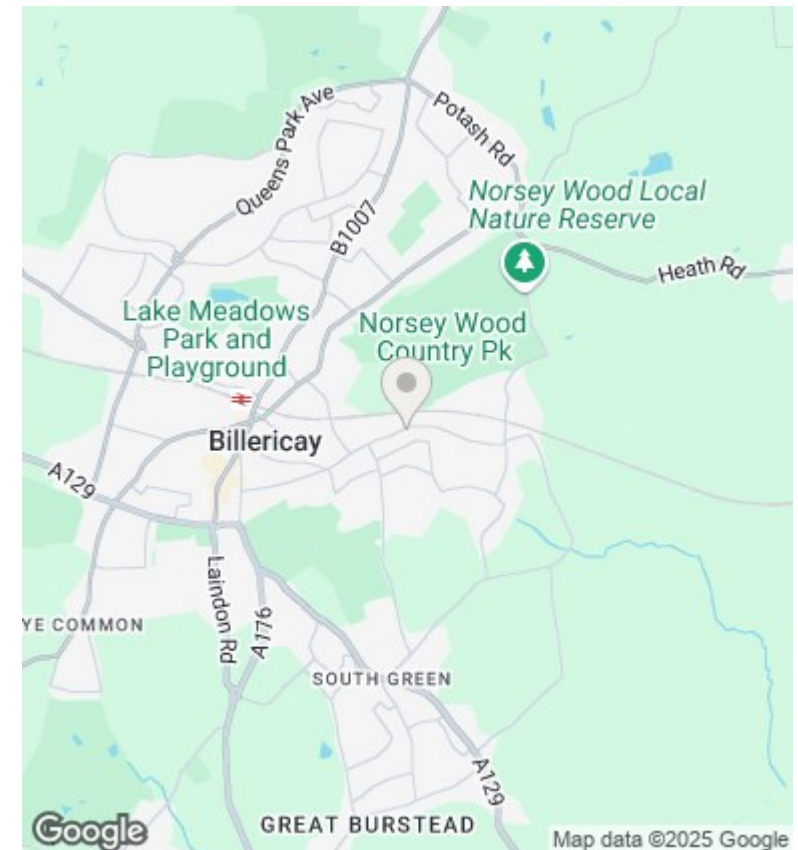 Queens Park Ave
Potash Rd
B1007
Norsey Wood Local
Nature Reserve
Heath Rd
Lake Meadows
Park and
Playground
Norsey Wood
Country Pk
Billericay
A129
Laindon Rd
A176
YE COMMON
SOUTH GREEN
A129
GREAT BURSTEAD
Google
Map data ©2025 Google